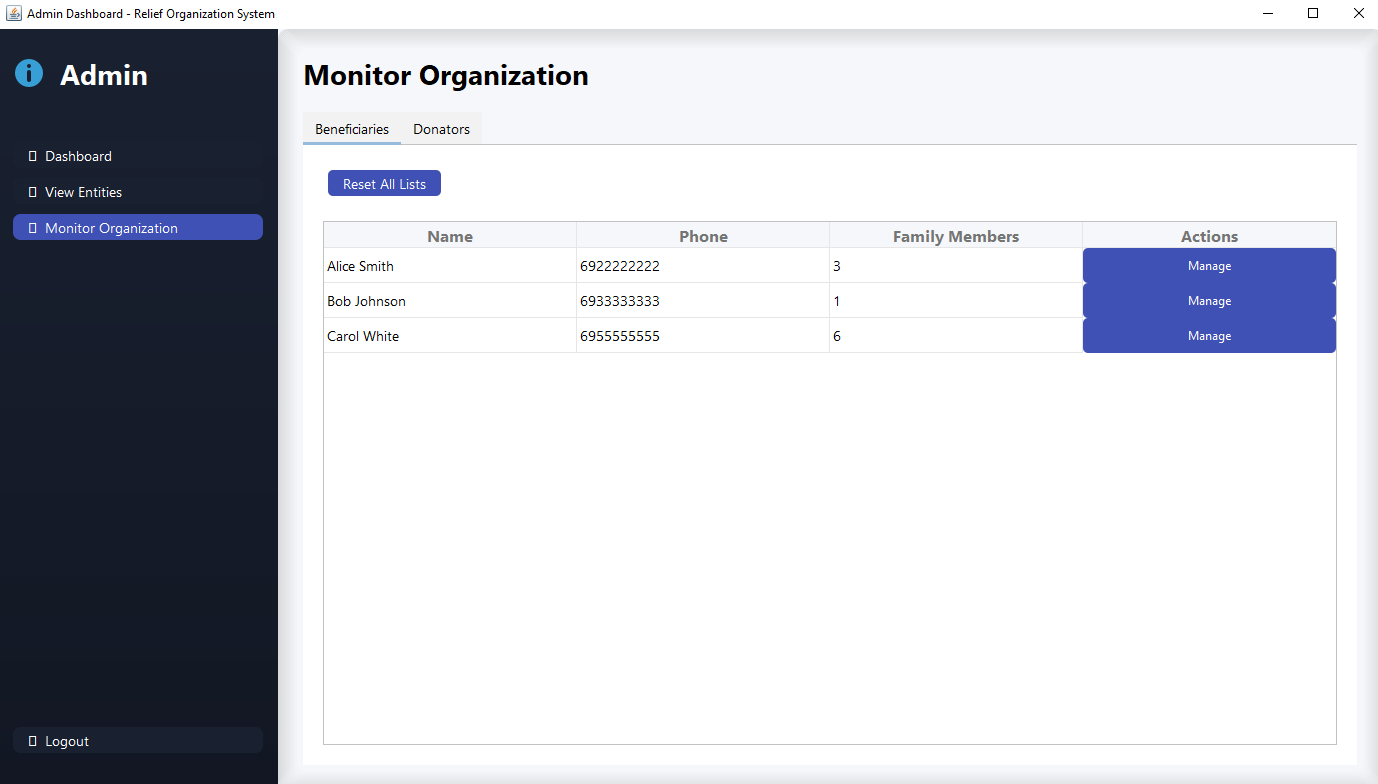 Admin Dashboard - Relief Organization System
Admin
Dashboard
View Entities
Monitor Organization
Logout
Monitor Organization
Beneficiaries Donators
Reset All Lists
Name Phone Family Members Actions
Alice Smith 6922222222 3 Manage
Bob Johnson 6933333333 1 Manage
Carol White 6955555555 6 Manage